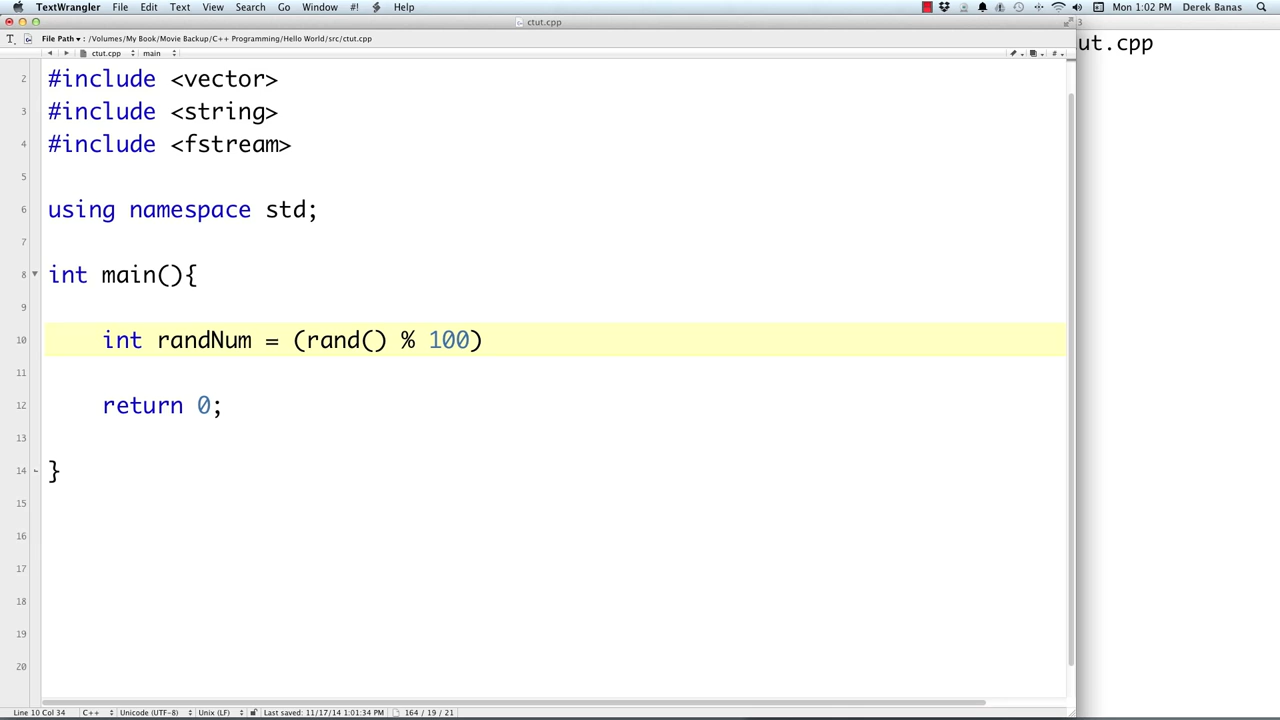 TextWrangler File Edit Text View Search Go Window #! Help Mon 1:02 PM Derek Banas
ctut.cpp
File Path ▾ : /Volumes/My Book/Movie Backup/C++ Programming/Hello World/src/ctut.cpp
ctut.cpp main
ut.cpp
2 #include <vector>
3 #include <string>
4 #include <fstream>
5
6 using namespace std;
7
8 int main(){
9
10 int randNum = (rand() % 100)
11
12 return 0;
13
14 }
15
16
17
18
19
20
Line 10 Col 34 C++ Unicode (UTF-8) Unix (LF) Last saved: 11/17/14 1:01:34 PM 164 / 19 / 21